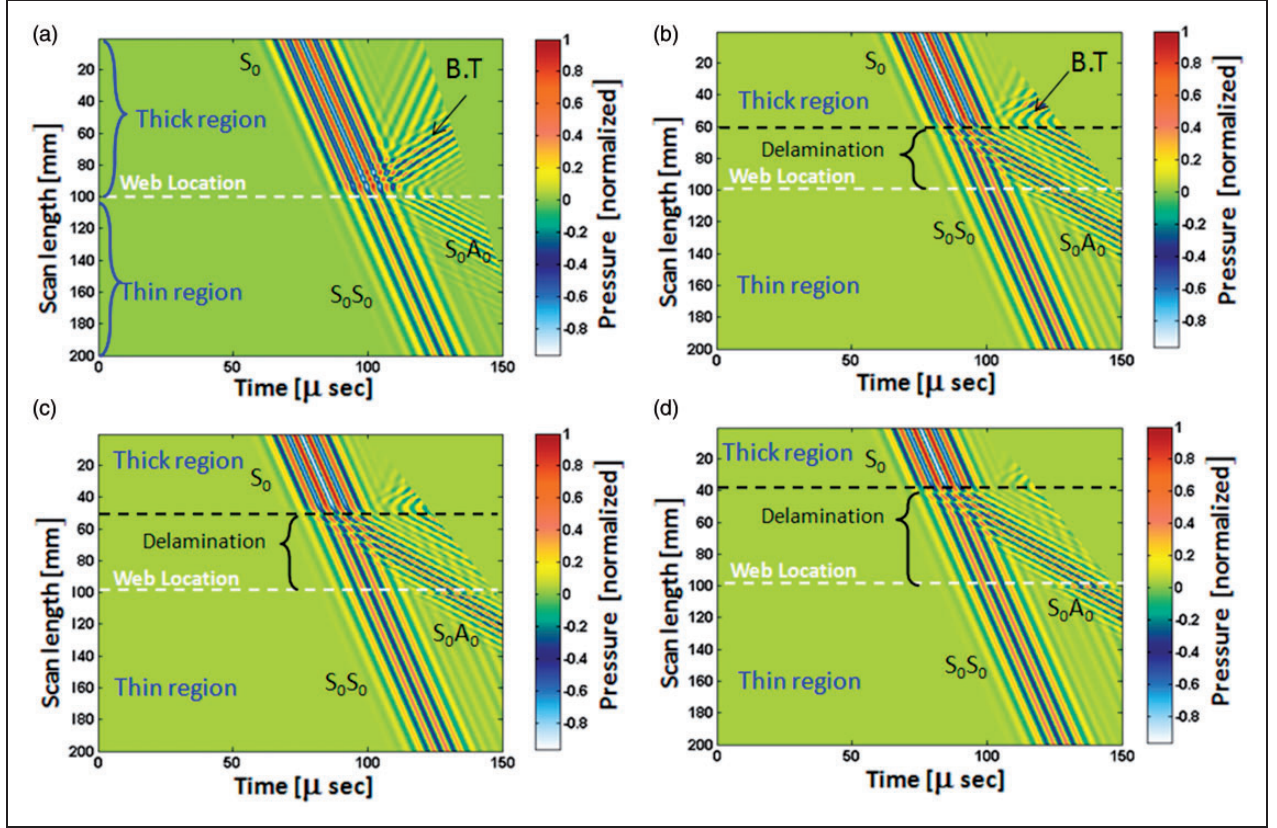 (a)
S₀
B.T
Thick region
Web Location
S₀A₀
S₀S₀
Thin region
Scan length [mm]
20
40
60
80
100
120
140
160
180
200
0
50
100
150
Time [μ sec]
1
0.8
0.6
0.4
0.2
0
-0.2
-0.4
-0.6
-0.8
Pressure [normalized]
(b)
S₀
B.T
Thick region
Delamination
Web Location
S₀S₀
S₀A₀
Thin region
Scan length [mm]
20
40
60
80
100
120
140
160
180
200
0
50
100
150
Time [μ sec]
1
0.8
0.6
0.4
0.2
0
-0.2
-0.4
-0.6
-0.8
Pressure [normalized]
(c)
Thick region
S₀
Delamination
Web Location
S₀A₀
S₀S₀
Thin region
Scan length [mm]
20
40
60
80
100
120
140
160
180
200
0
50
100
150
Time [μ sec]
1
0.8
0.6
0.4
0.2
0
-0.2
-0.4
-0.6
-0.8
Pressure [normalized]
(d)
Thick region
S₀
Delamination
Web Location
S₀A₀
S₀S₀
Thin region
Scan length [mm]
20
40
60
80
100
120
140
160
180
200
0
50
100
150
Time [μ sec]
1
0.8
0.6
0.4
0.2
0
-0.2
-0.4
-0.6
-0.8
Pressure [normalized]